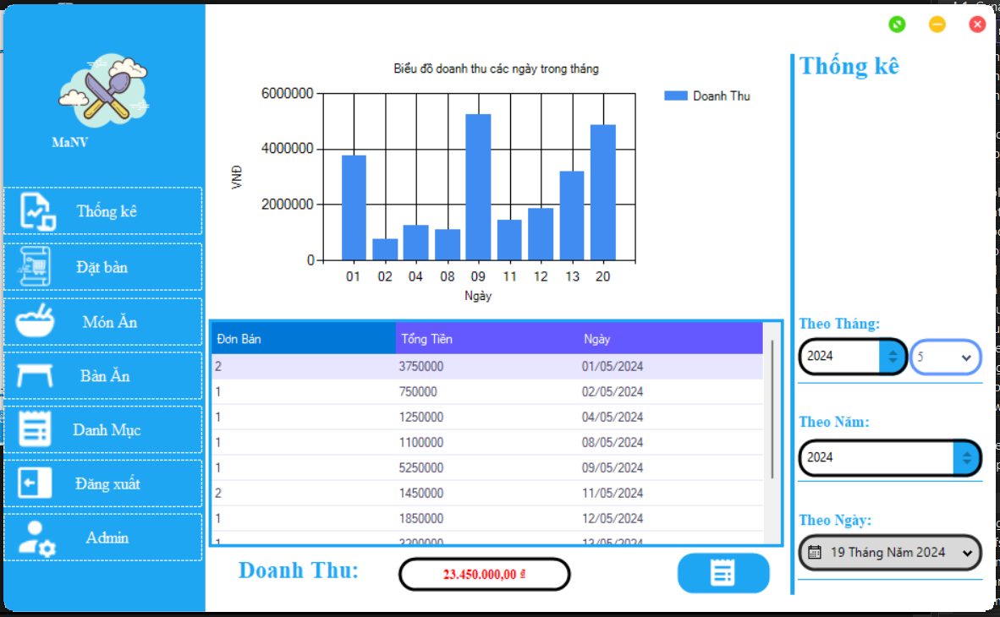 MaNV
Thống kê
Đặt bàn
Món Ăn
Bàn Ăn
Danh Mục
Đăng xuất
Admin
Biểu đồ doanh thu các ngày trong tháng
Doanh Thu
VNĐ
6000000
4000000
2000000
0
01 02 04 08 09 11 12 13 20
Ngày
Đơn Bán Tổng Tiền Ngày
2 3750000 01/05/2024
1 750000 02/05/2024
1 1250000 04/05/2024
1 1100000 08/05/2024
1 5250000 09/05/2024
2 1450000 11/05/2024
1 1850000 12/05/2024
1 3200000 13/05/2024
Doanh Thu: 23.450.000,00 ₫
Thống kê
Theo Tháng:
2024 5
Theo Năm:
2024
Theo Ngày:
19 Tháng Năm 2024